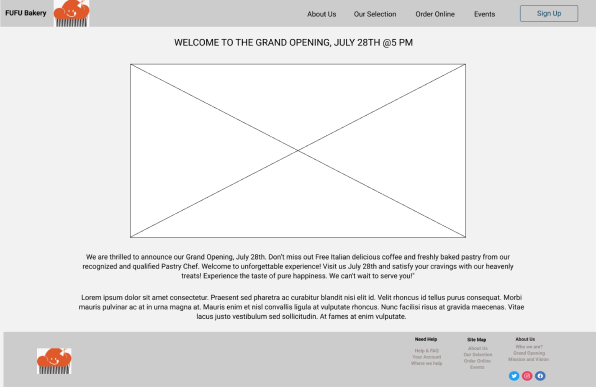 FUFU Bakery
About Us
Our Selection
Order Online
Events
Sign Up
WELCOME TO THE GRAND OPENING, JULY 28TH @5 PM
We are thrilled to announce our Grand Opening, July 28th. Don't miss out Free Italian delicious coffee and freshly baked pastry from our
recognized and qualified Pastry Chef. Welcome to unforgettable experience! Visit us July 28th and satisfy your cravings with our heavenly
treats! Experience the taste of pure happiness. We can't wait to serve you!"
Lorem ipsum dolor sit amet consectetur. Praesent sed pharetra ac curabitur blandit nisi elit id. Velit rhoncus id tellus purus consequat. Morbi
mauris pulvinar ac at in urna magna at. Mauris enim et nisl convallis ligula at vulputate rhoncus. Nunc facilisi risus at gravida maecenas. Vitae
lacus justo vestibulum sed sollicitudin. At fames at enim vulputate.
Need Help
Help & FAQ
Your Account
Where we help
Site Map
About Us
Our Selection
Order Online
Events
About Us
Who we are?
Grand Opening
Mission and Vision